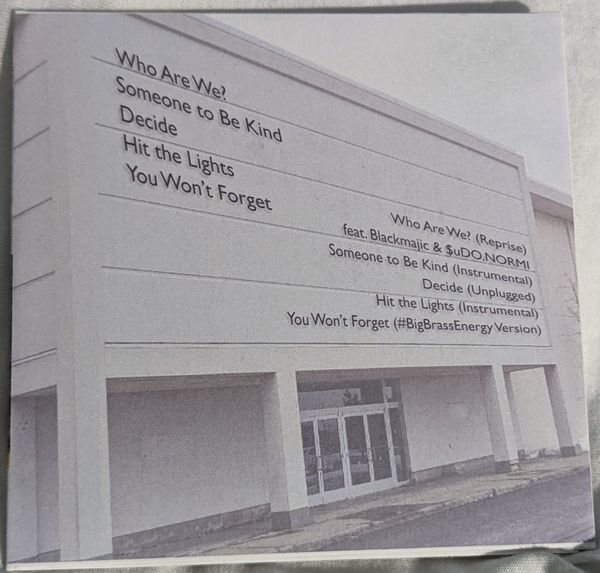 Who Are We?
Someone to Be Kind
Decide
Hit the Lights
You Won't Forget
Who Are We? (Reprise)
feat. Blackmajic & $uDO.NORMI
Someone to Be Kind (Instrumental)
Decide (Unplugged)
Hit the Lights (Instrumental)
You Won't Forget (#BigBrassEnergy Version)